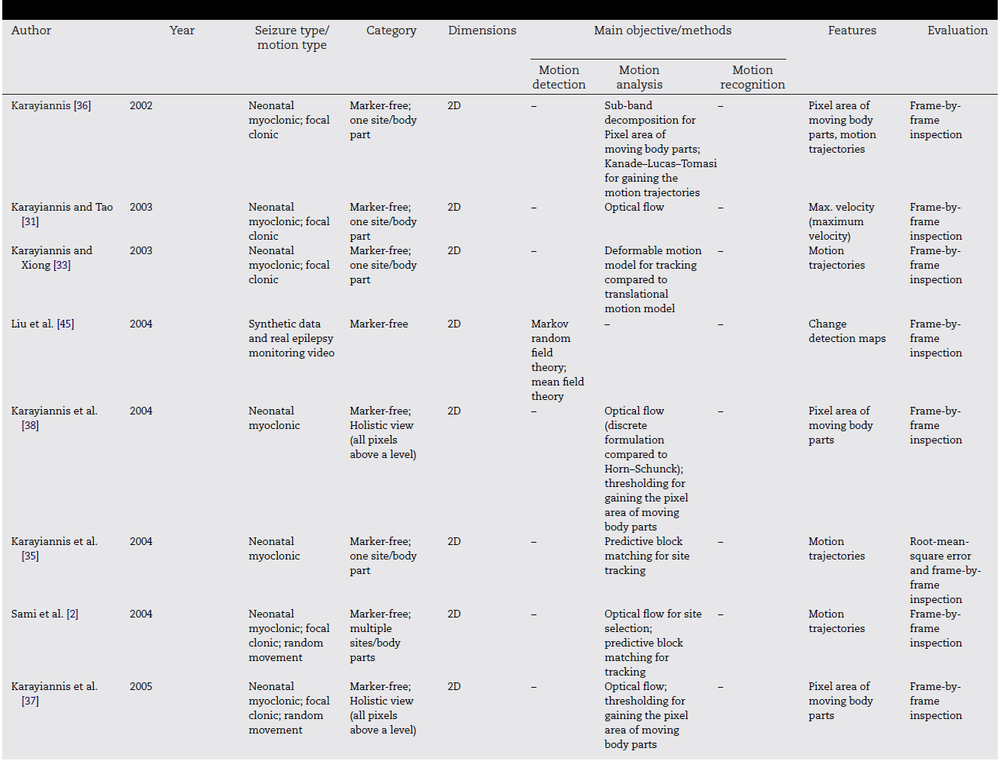 Author Year Seizure type/ Category Dimensions Main objective/methods Features Evaluation
motion type
Motion Motion Motion
detection analysis recognition
Karayiannis [36] 2002 Neonatal Marker-free; 2D – Sub-band – Pixel area of Frame-by-
myoclonic; focal one site/body decomposition for moving body frame
clonic part Pixel area of parts, motion inspection
moving body parts; trajectories
Kanade–Lucas–Tomasi
for gaining the
motion trajectories
Karayiannis and Tao 2003 Neonatal Marker-free; 2D – Optical flow – Max. velocity Frame-by-
[31] myoclonic; focal one site/body (maximum frame
clonic part velocity) inspection
Karayiannis and 2003 Neonatal Marker-free; 2D – Deformable motion – Motion Frame-by-
Xiong [33] myoclonic; focal one site/body model for tracking trajectories frame
clonic part compared to inspection
translational
motion model
Liu et al. [45] 2004 Synthetic data Marker-free 2D Markov – – Change Frame-by-
and real epilepsy random detection maps frame
monitoring video field inspection
theory;
mean field
theory
Karayiannis et al. 2004 Neonatal Marker-free; 2D – Optical flow – Pixel area of Frame-by-
[38] myoclonic Holistic view (discrete moving body frame
(all pixels formulation parts inspection
above a level) compared to
Horn–Schunck);
thresholding for
gaining the pixel
area of moving
body parts
Karayiannis et al. 2004 Neonatal Marker-free; 2D – Predictive block – Motion Root-mean-
[35] myoclonic one site/body matching for site trajectories square error
part tracking and frame-by-
frame
inspection
Sami et al. [2] 2004 Neonatal Marker-free; 2D – Optical flow for site – Motion Frame-by-
myoclonic; focal multiple selection; trajectories frame
clonic; random sites/body predictive block inspection
movement parts matching for
tracking
Karayiannis et al. 2005 Neonatal Marker-free; 2D – Optical flow; – Pixel area of Frame-by-
[37] myoclonic; focal Holistic view thresholding for moving body frame
clonic; random (all pixels gaining the pixel parts inspection
movement above a level) area of moving
body parts